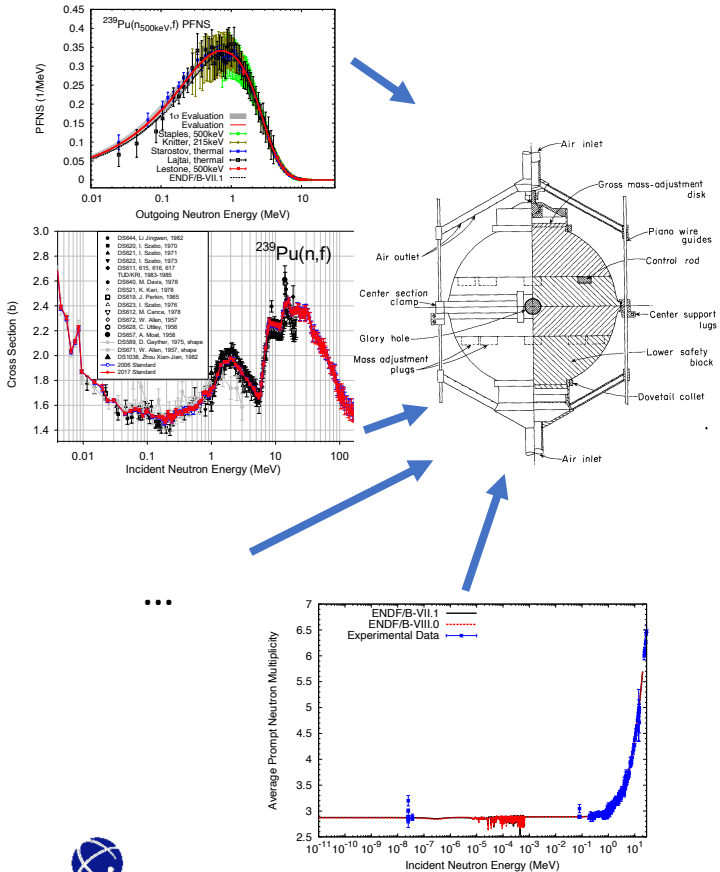 239Pu(n500keV,f) PFNS
PFNS (1/MeV)
0.45
0.4
0.35
0.3
0.25
0.2
0.15
0.1
0.05
0
1σ Evaluation
Evaluation
Staples, 500keV
Knitter, 215keV
Starostov, thermal
Lajtai, thermal
Lestone, 500keV
ENDF/B-VII.1
0.01 0.1 1 10
Outgoing Neutron Energy (MeV)
Air inlet
Gross mass-adjustment
disk
Piano wire
guides
Air outlet
Control rod
Center section
clamp
Center support
lugs
Glory hole
Mass adjustment
plugs
Lower safety
block
Dovetail collet
Air inlet
239Pu(n,f)
Cross Section (b)
3.0
2.8
2.6
2.4
2.2
2.0
1.8
1.6
1.4
DS644, Li Jingwen, 1982
DS620, I. Szabo, 1970
DS621, I. Szabo, 1971
DS622, I. Szabo, 1973
DS611, 615, 616, 617
TUD/KRI, 1983-1985
DS640, M. Davis, 1978
DS521, K. Kari, 1978
DS619, J. Perkin, 1965
DS623, I. Szabo, 1976
DS612, M. Cance, 1978
DS672, W. Allen, 1957
DS628, C. Uttley, 1956
DS657, A. Moat, 1958
DS589, D. Gayther, 1975, shape
DS671, W. Allen, 1957, shape
DS1038, Zhou Xian-Jian, 1982
2006 Standard
2017 Standard
0.01 0.1 1 10 100
Incident Neutron Energy (MeV)
...
Average Prompt Neutron Multiplicity
7
6.5
6
5.5
5
4.5
4
3.5
3
2.5
ENDF/B-VII.1
ENDF/B-VIII.0
Experimental Data
10-11 10-10 10-9 10-8 10-7 10-6 10-5 10-4 10-3 10-2 10-1 100 101
Incident Neutron Energy (MeV)